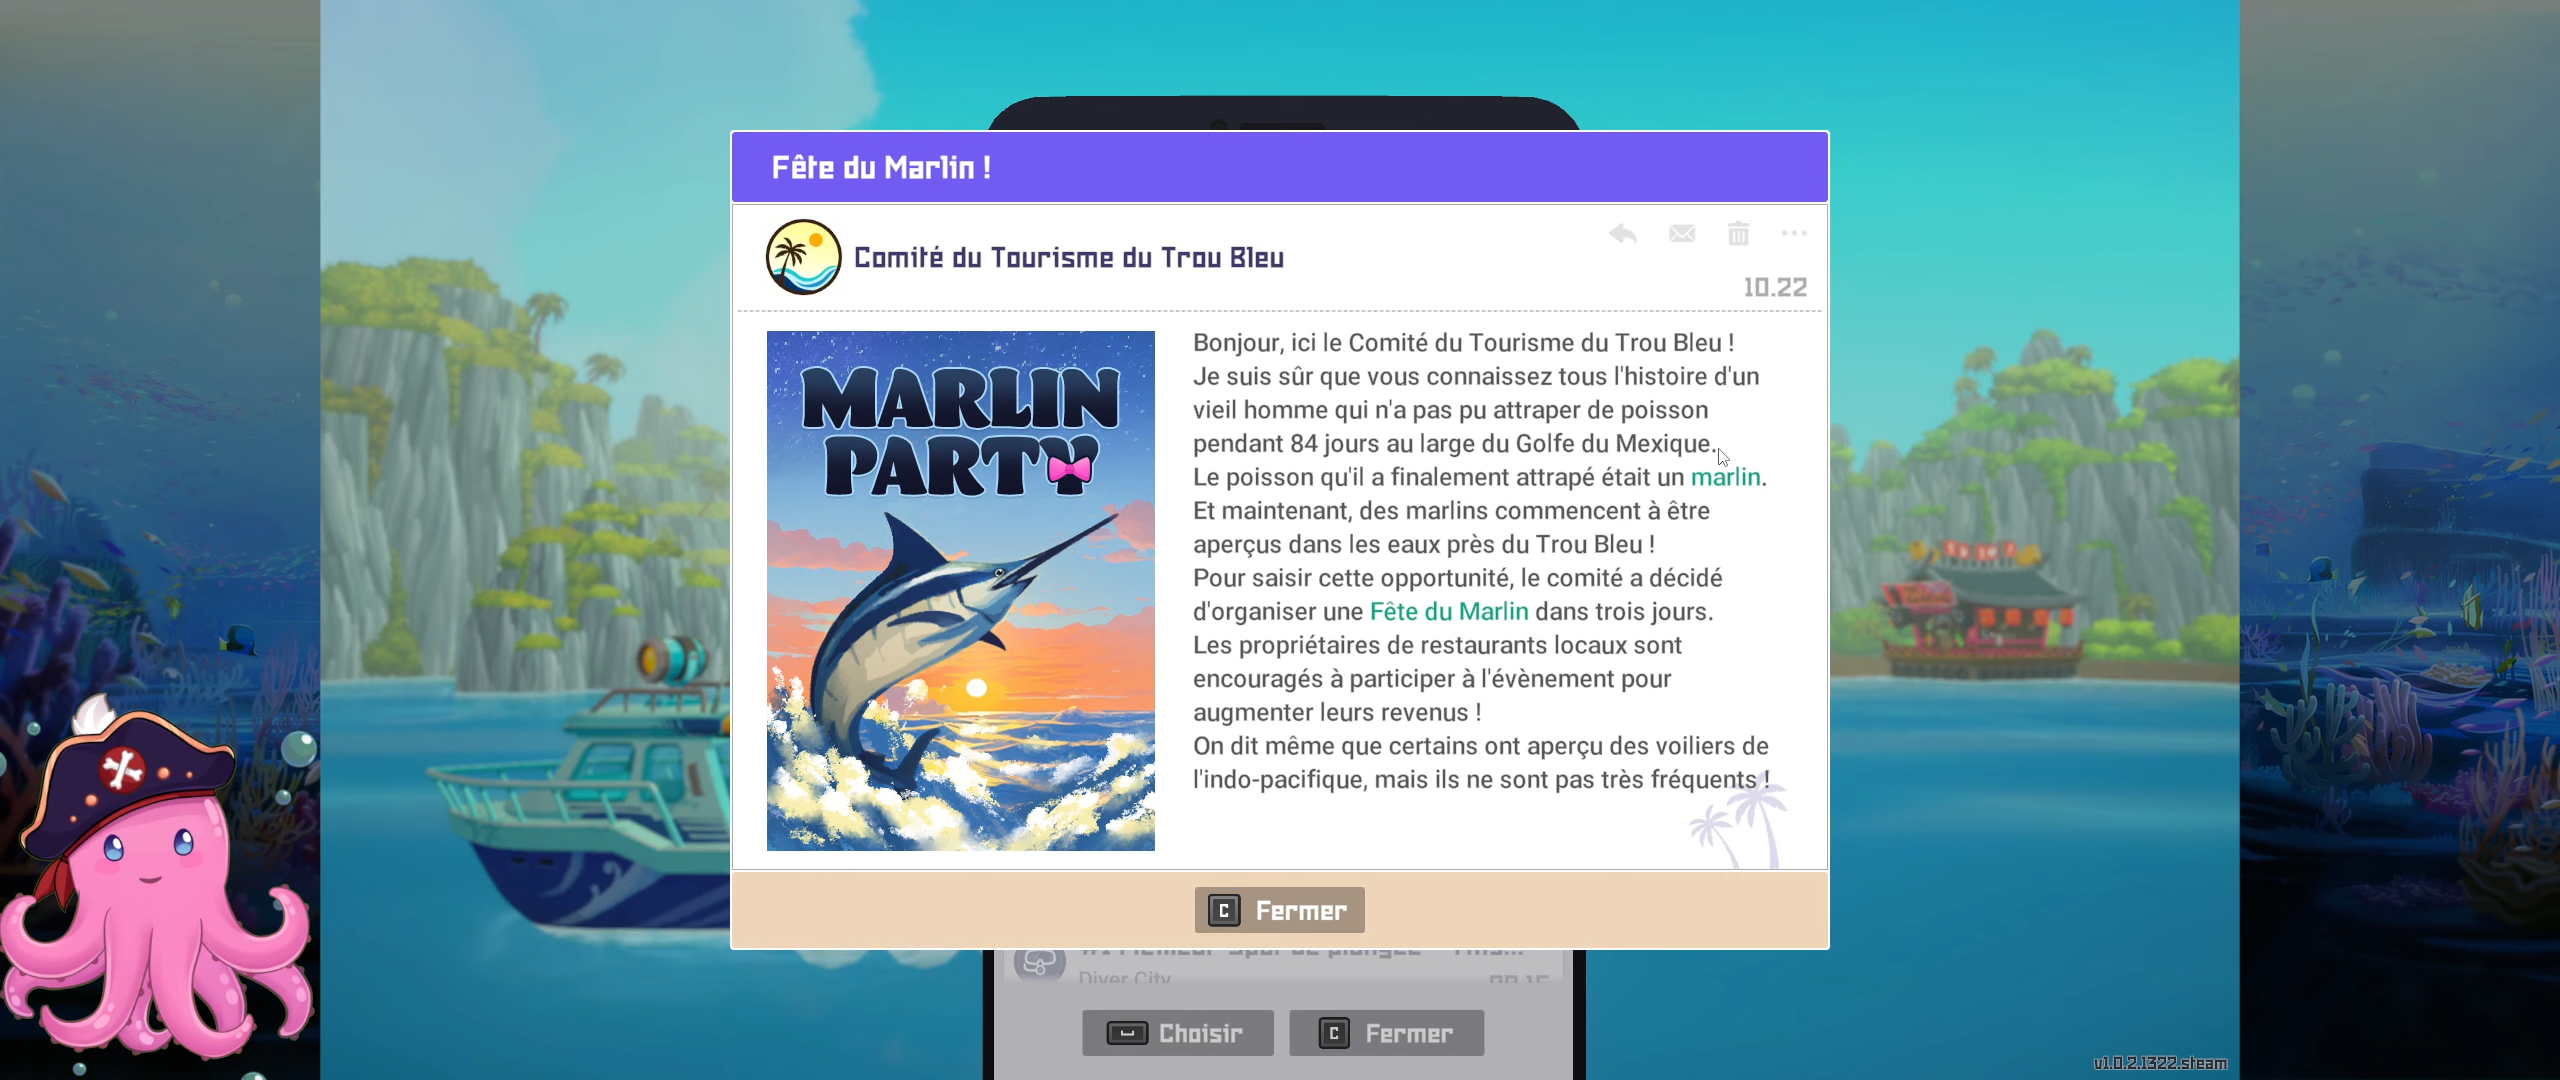 Fête du Marlin !
Comité du Tourisme du Trou Bleu
10.22
MARLIN
PARTY
Bonjour, ici le Comité du Tourisme du Trou Bleu !
Je suis sûr que vous connaissez tous l'histoire d'un
vieil homme qui n'a pas pu attraper de poisson
pendant 84 jours au large du Golfe du Mexique.
Le poisson qu'il a finalement attrapé était un marlin.
Et maintenant, des marlins commencent à être
aperçus dans les eaux près du Trou Bleu !
Pour saisir cette opportunité, le comité a décidé
d'organiser une Fête du Marlin dans trois jours.
Les propriétaires de restaurants locaux sont
encouragés à participer à l'évènement pour
augmenter leurs revenus !
On dit même que certains ont aperçu des voiliers de
l'indo-pacifique, mais ils ne sont pas très fréquents !
C Fermer
Diver City
Choisir
C Fermer
v1.0.2.1322.steam